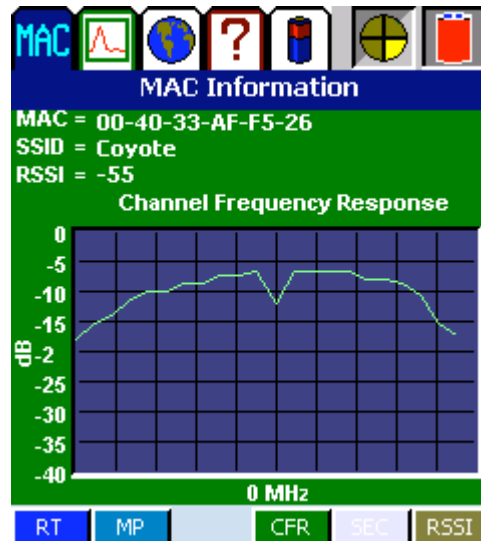 MAC ?
MAC Information
MAC = 00-40-33-AF-F5-26
SSID = Coyote
RSSI = -55
Channel Frequency Response
0
-5
-10
-15
dB -2
-25
-30
-35
-40
0 MHz
RT MP CFR SEC RSSI